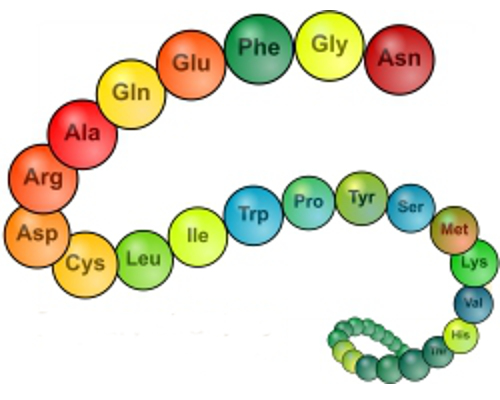 Asn
Gly
Phe
Glu
Gln
Ala
Arg
Asp
Cys
Leu
Ile
Trp
Pro
Tyr
Ser
Met
Lys
Val
His